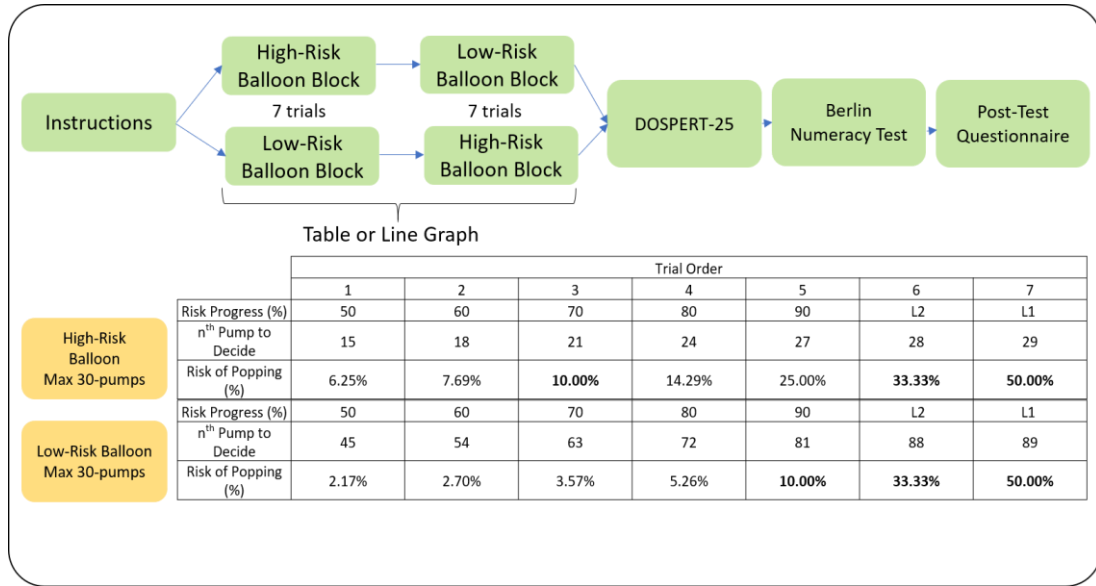 High-Risk
Balloon Block
Low-Risk
Balloon Block
Instructions
7 trials
7 trials
Low-Risk
Balloon Block
High-Risk
Balloon Block
DOSPERT-25
Berlin
Numeracy Test
Post-Test
Questionnaire
Table or Line Graph
Trial Order
1 2 3 4 5 6 7
High-Risk
Balloon
Max 30-pumps
Risk Progress (%) 50 60 70 80 90 L2 L1
nth Pump to
Decide 15 18 21 24 27 28 29
Risk of Popping
(%) 6.25% 7.69% 10.00% 14.29% 25.00% 33.33% 50.00%
Low-Risk Balloon
Max 30-pumps
Risk Progress (%) 50 60 70 80 90 L2 L1
nth Pump to
Decide 45 54 63 72 81 88 89
Risk of Popping
(%) 2.17% 2.70% 3.57% 5.26% 10.00% 33.33% 50.00%